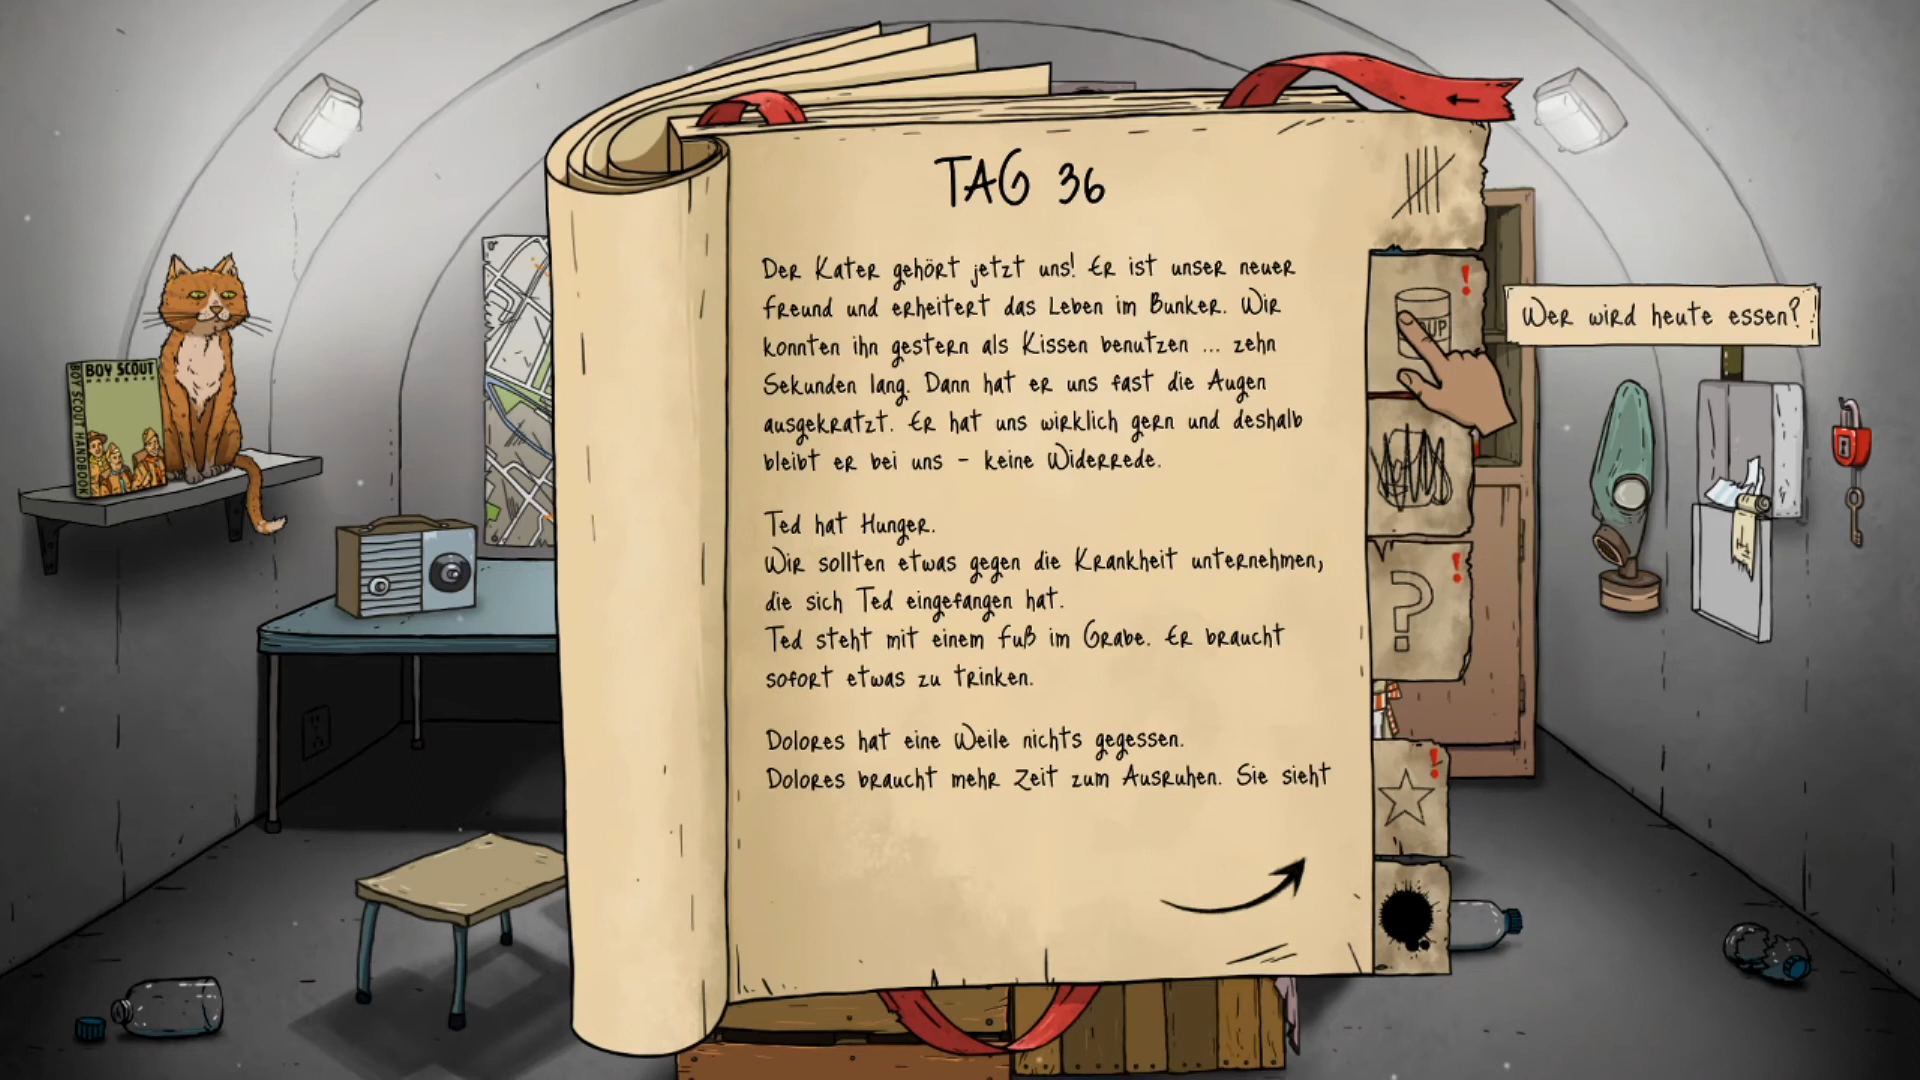 TAG 36
Der Kater gehört jetzt uns! Er ist unser neuer
Freund und erheitert das Leben im Bunker. Wir
konnten ihn gestern als Kissen benutzen ... zehn
Sekunden lang. Dann hat er uns fast die Augen
ausgekratzt. Er hat uns wirklich gern und deshalb
bleibt er bei uns - keine Widerrede.
Ted hat Hunger.
Wir sollten etwas gegen die Krankheit unternehmen,
die sich Ted eingefangen hat.
Ted steht mit einem Fuß im Grabe. Er braucht
sofort etwas zu trinken.
Dolores hat eine Weile nichts gegessen.
Dolores braucht mehr Zeit zum Ausruhen. Sie sieht
Wer wird heute essen?
BOY SCOUT
BOY SCOUT HANDBOOK
?